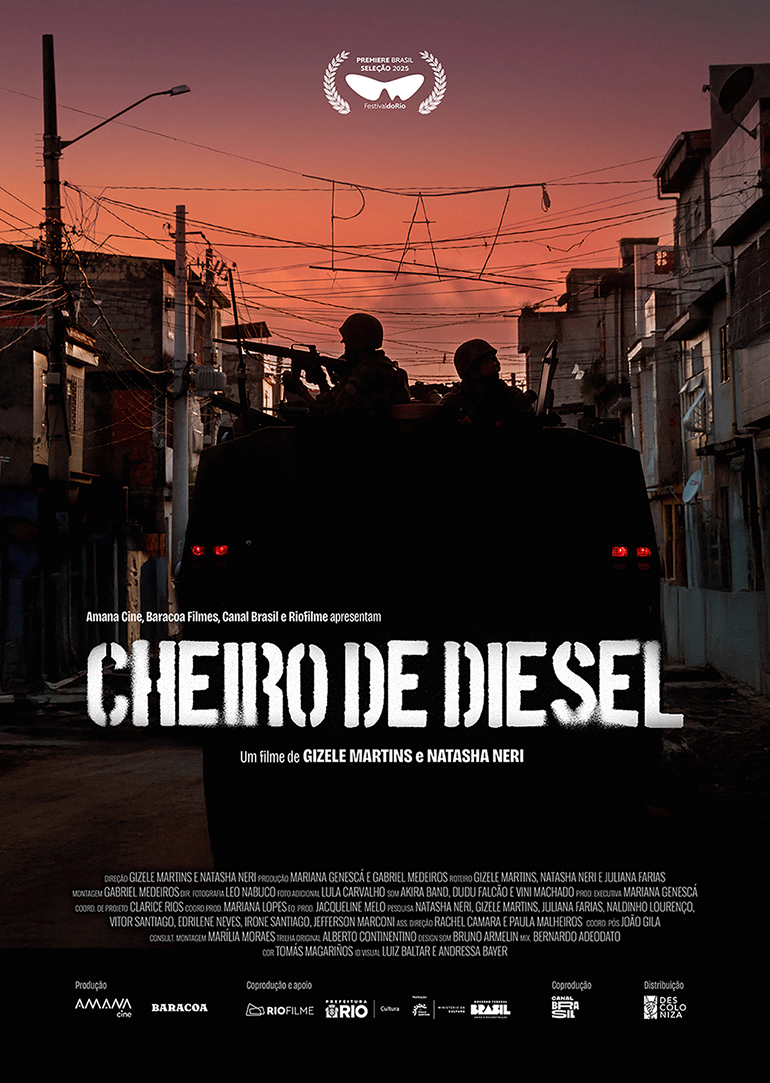 PREMIERE BRASIL
SELEÇÃO 2025
FestivaldoRio
PAZ
Amana Cine, Baracoa Filmes, Canal Brasil e Riofilme apresentam
CHEIRO DE DIESEL
Um filme de GIZELE MARTINS e NATASHA NERI
DIREÇÃO GIZELE MARTINS E NATASHA NERI PRODUÇÃO MARIANA GENESCÁ E GABRIEL MEDEIROS ROTEIRO GIZELE MARTINS, NATASHA NERI E JULIANA FARIAS
MONTAGEM GABRIEL MEDEIROS DIR. FOTOGRAFIA LEO NABUCO FOTO ADICIONAL LULA CARVALHO SOM AKIRA BAND, DUDU FALCÃO E VINI MACHADO PROD. EXECUTIVA MARIANA GENESCÁ
COORD. DE PROJETO CLARICE RIOS COORD PROD. MARIANA LOPES EQ. PROD. JACQUELINE MELO PESQUISA NATASHA NERI, GIZELE MARTINS, JULIANA FARIAS, NALDINHO LOURENÇO,
VITOR SANTIAGO, EDRILENE NEVES, IRONE SANTIAGO, JEFFERSON MARCONI ASS. DIREÇÃO RACHEL CAMARA E PAULA MALHEIROS COORD. PÓS JOÃO GILA
CONSULT. MONTAGEM MARÍLIA MORAES TRILHA ORIGINAL ALBERTO CONTINENTINO DESIGN SOM BRUNO ARMELIN MIX. BERNARDO ADEODATO
COR TOMÁS MAGARIÑOS ID.VISUAL LUIZ BALTAR E ANDRESSA BAYER
Produção
Coprodução e apoio
Coprodução
Distribuição
AMANA cine
BARACOA
RIOFILME
PREFEITURA RIO
Cultura
MINISTÉRIO DA CULTURA
GOVERNO FEDERAL BRASIL
CANAL BRASIL
DESCOLONIZA